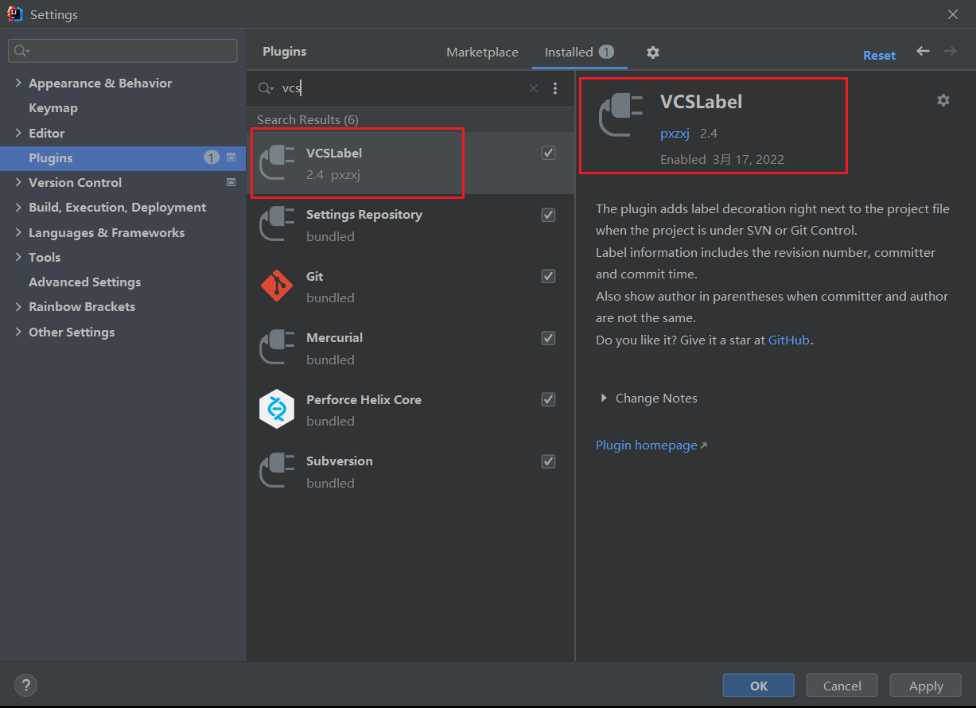 Settings
Plugins
Marketplace
Installed 1
Reset
Appearance & Behavior
Keymap
Editor
Plugins 1
Version Control
Build, Execution, Deployment
Languages & Frameworks
Tools
Advanced Settings
Rainbow Brackets
Other Settings
vcs
Search Results (6)
VCSLabel
2.4 pxzxj
Settings Repository
bundled
Git
bundled
Mercurial
bundled
Perforce Helix Core
bundled
Subversion
bundled
VCSLabel
pxzxj 2.4
Enabled 3月 17, 2022
The plugin adds label decoration right next to the project file
when the project is under SVN or Git Control.
Label information includes the revision number, committer
and commit time.
Also show author in parentheses when committer and author
are not the same.
Do you like it? Give it a star at GitHub.
Change Notes
Plugin homepage
?
OK
Cancel
Apply